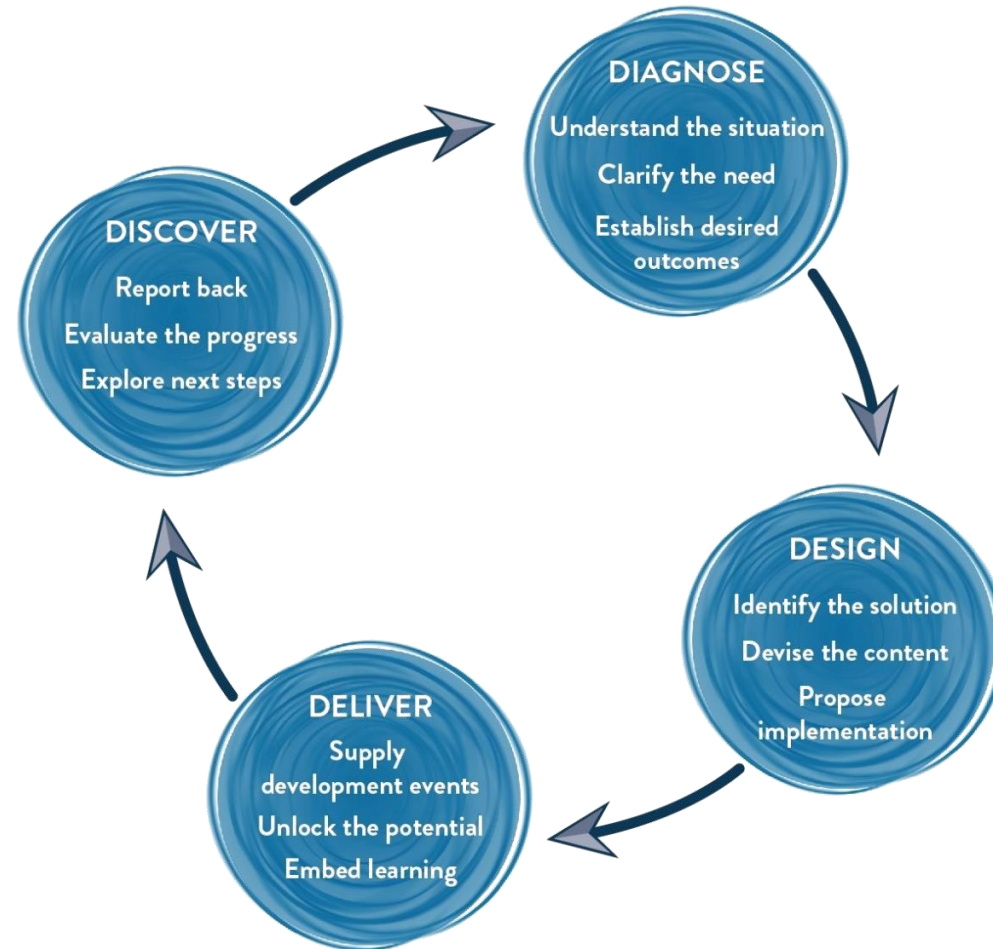 DIAGNOSE
Understand the situation
Clarify the need
Establish desired
outcomes
DESIGN
Identify the solution
Devise the content
Propose
implementation
DELIVER
Supply
development events
Unlock the potential
Embed learning
DISCOVER
Report back
Evaluate the progress
Explore next steps